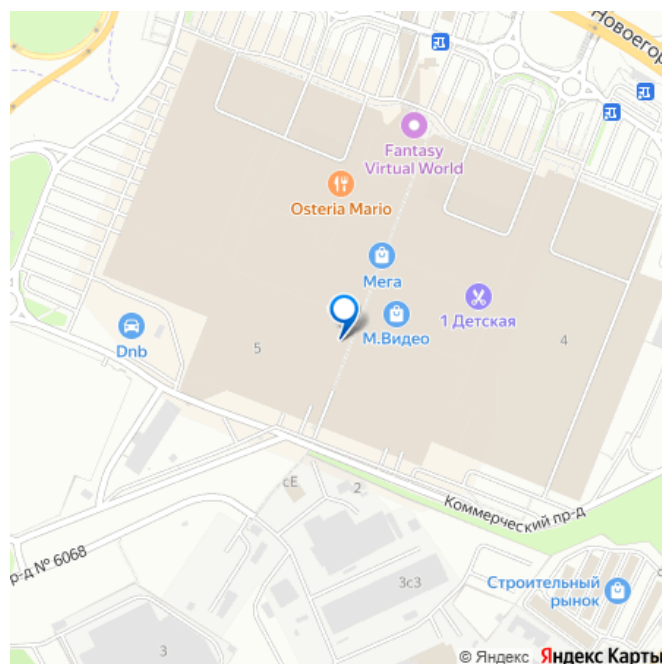 Новоегор
Fantasy
Virtual World
Osteria Mario
Мега
1 Детская
М.Видео
4
Dnb
5
сЕ
2
Коммерческий пр-д
р-д № 6068
3с3
Строительный
рынок
3
© Яндекс Яндекс Карты